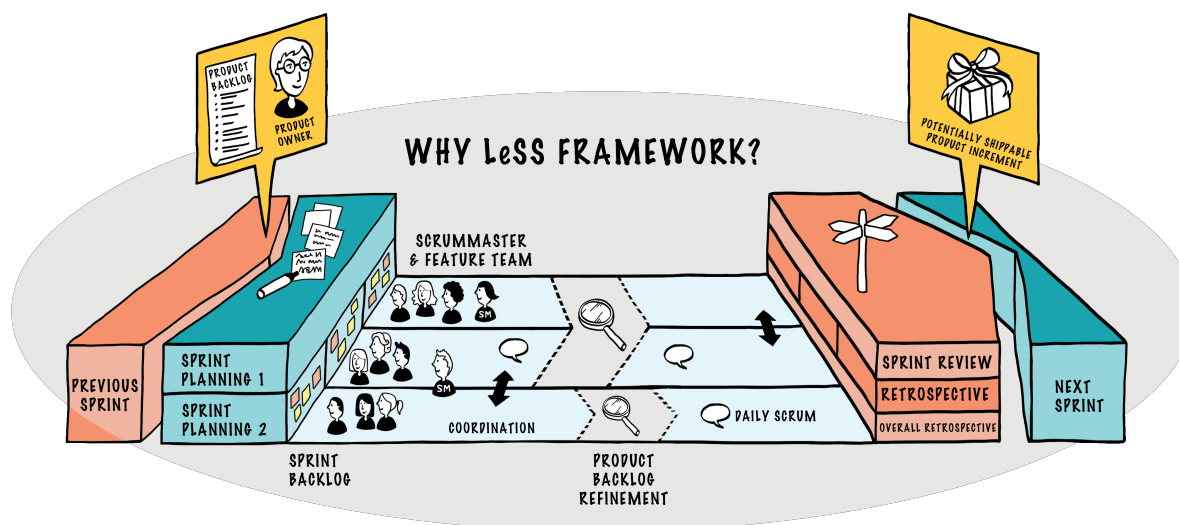 PRODUCT
BACKLOG
PRODUCT
OWNER
POTENTIALLY SHIPPABLE
PRODUCT INCREMENT
WHY LeSS FRAMEWORK?
SCRUMMASTER
& FEATURE TEAM
SM
SM
PREVIOUS
SPRINT
SPRINT
PLANNING 1
SPRINT
PLANNING 2
COORDINATION
DAILY SCRUM
SPRINT REVIEW
RETROSPECTIVE
OVERALL RETROSPECTIVE
NEXT
SPRINT
SPRINT
BACKLOG
PRODUCT
BACKLOG
REFINEMENT